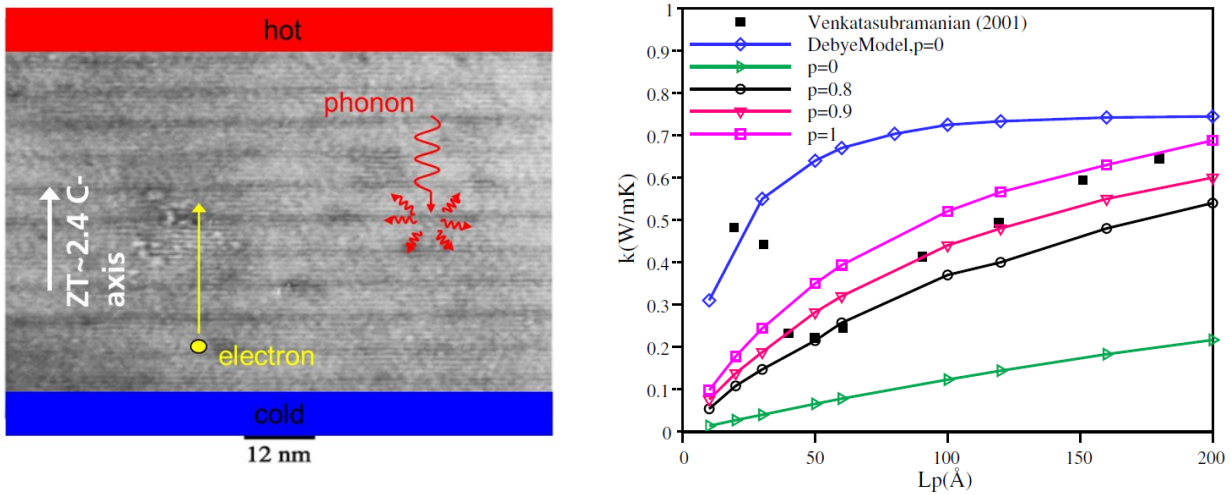 hot
phonon
ZT~2.4 C-
axis
electron
cold
12 nm
Venkatasubramanian (2001)
DebyeModel,p=0
p=0
p=0.8
p=0.9
p=1
1
0.9
0.8
0.7
0.6
0.5
0.4
0.3
0.2
0.1
0
k(W/mK)
0
50
100
150
200
Lp(Å)